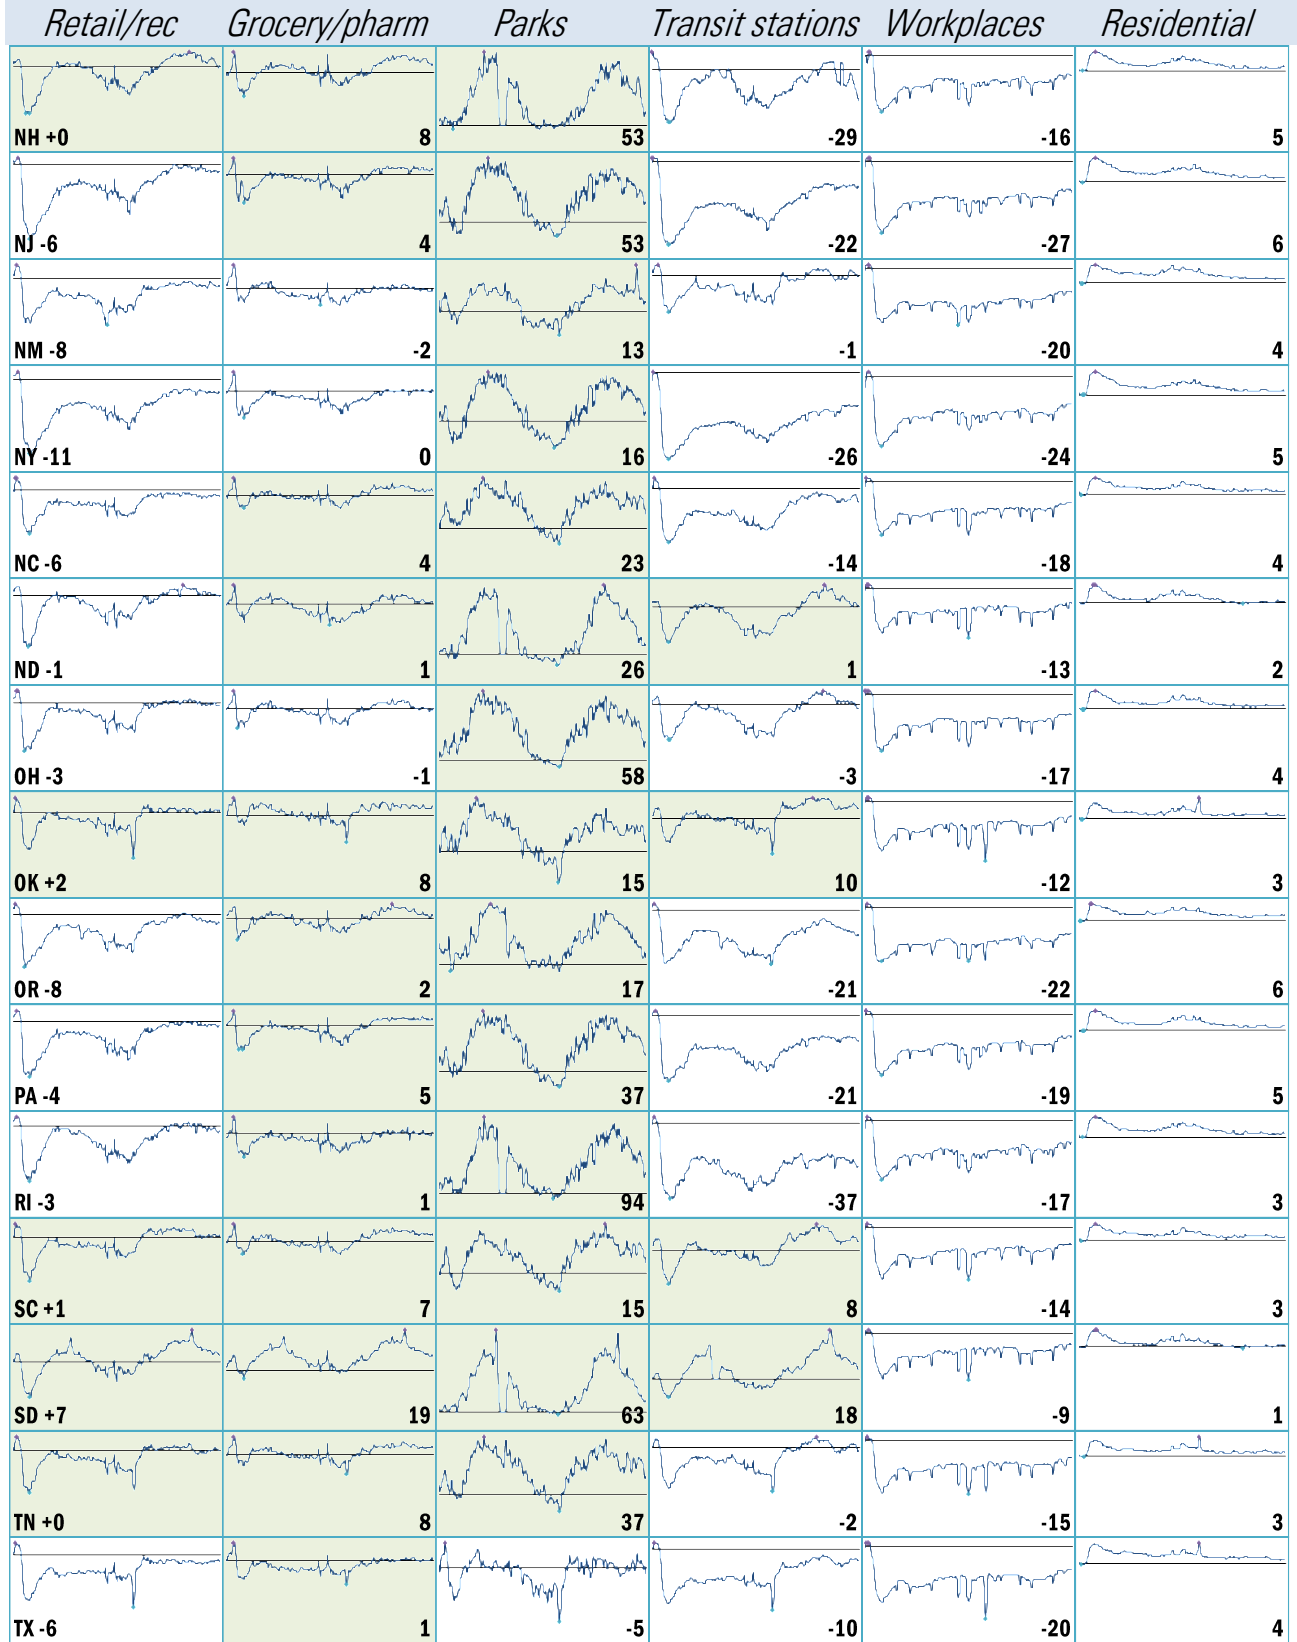 Retail/rec Grocery/pharm Parks Transit stations Workplaces Residential
NH +0 8 53 -29 -16 5
NJ -6 4 53 -22 -27 6
NM -8 -2 13 -1 -20 4
NY -11 0 16 -26 -24 5
NC -6 4 23 -14 -18 4
ND -1 1 26 1 -13 2
OH -3 -1 58 -3 -17 4
OK +2 8 15 10 -12 3
OR -8 2 17 -21 -22 6
PA -4 5 37 -21 -19 5
RI -3 1 94 -37 -17 3
SC +1 7 15 8 -14 3
SD +7 19 63 18 -9 1
TN +0 8 37 -2 -15 3
TX -6 1 -5 -10 -20 4